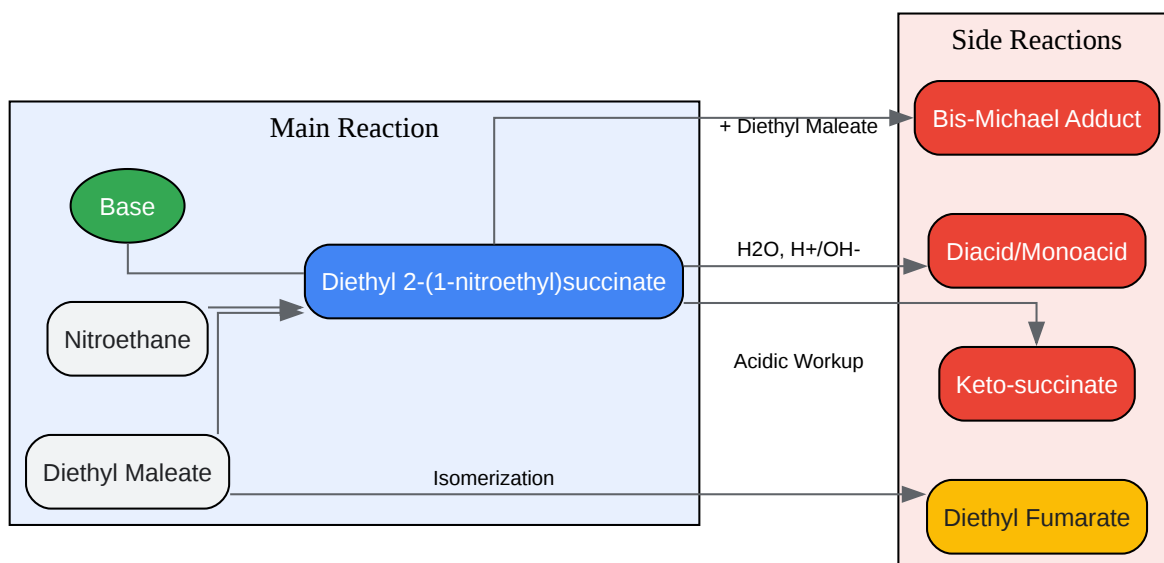 Side Reactions
Bis-Michael Adduct
+ Diethyl Maleate
Main Reaction
Base
Diethyl 2-(1-nitroethyl)succinate
H2O, H+/OH-
Diacid/Monoacid
Nitroethane
Acidic Workup
Keto-succinate
Diethyl Maleate
Isomerization
Diethyl Fumarate